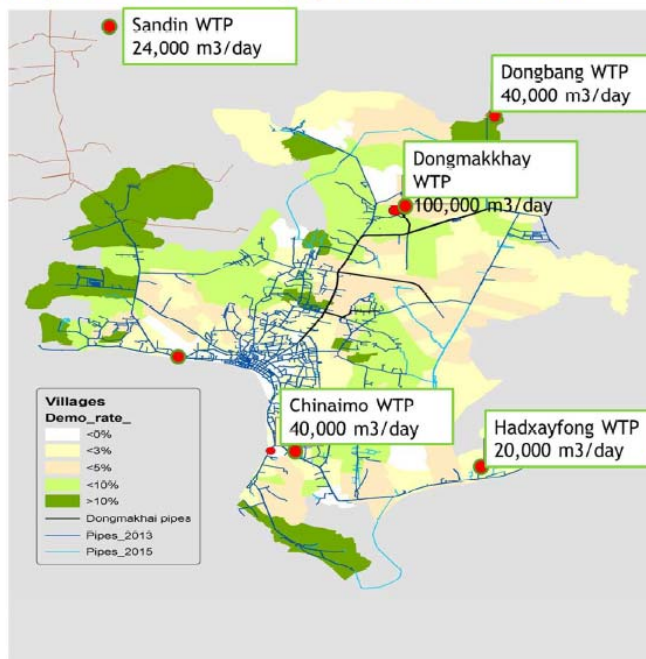 Sandin WTP
24,000 m3/day
Dongbang WTP
40,000 m3/day
Dongmakkhay
WTP
100,000 m3/day
Chinaimo WTP
40,000 m3/day
Hadxayfong WTP
20,000 m3/day
Villages
Demo_rate_
<0%
<3%
<5%
<10%
>10%
Dongmakhai pipes
Pipes_2013
Pipes_2015